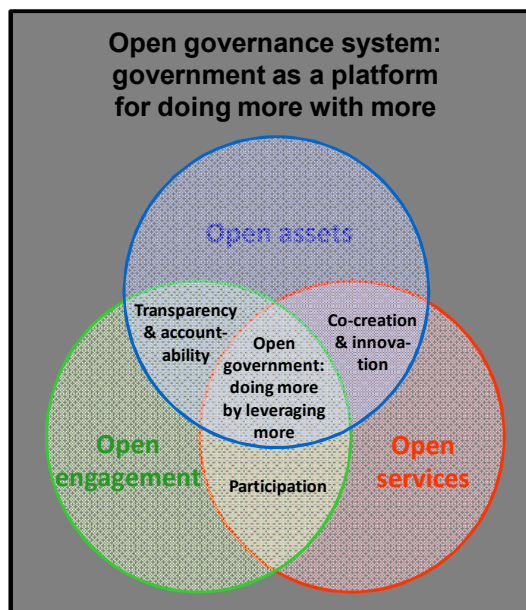 Open governance system:
government as a platform
for doing more with more
Open assets
Transparency
& account-
ability
Co-creation
& innova-
tion
Open
government:
doing more
by leveraging
more
Open
engagement
Open
services
Participation